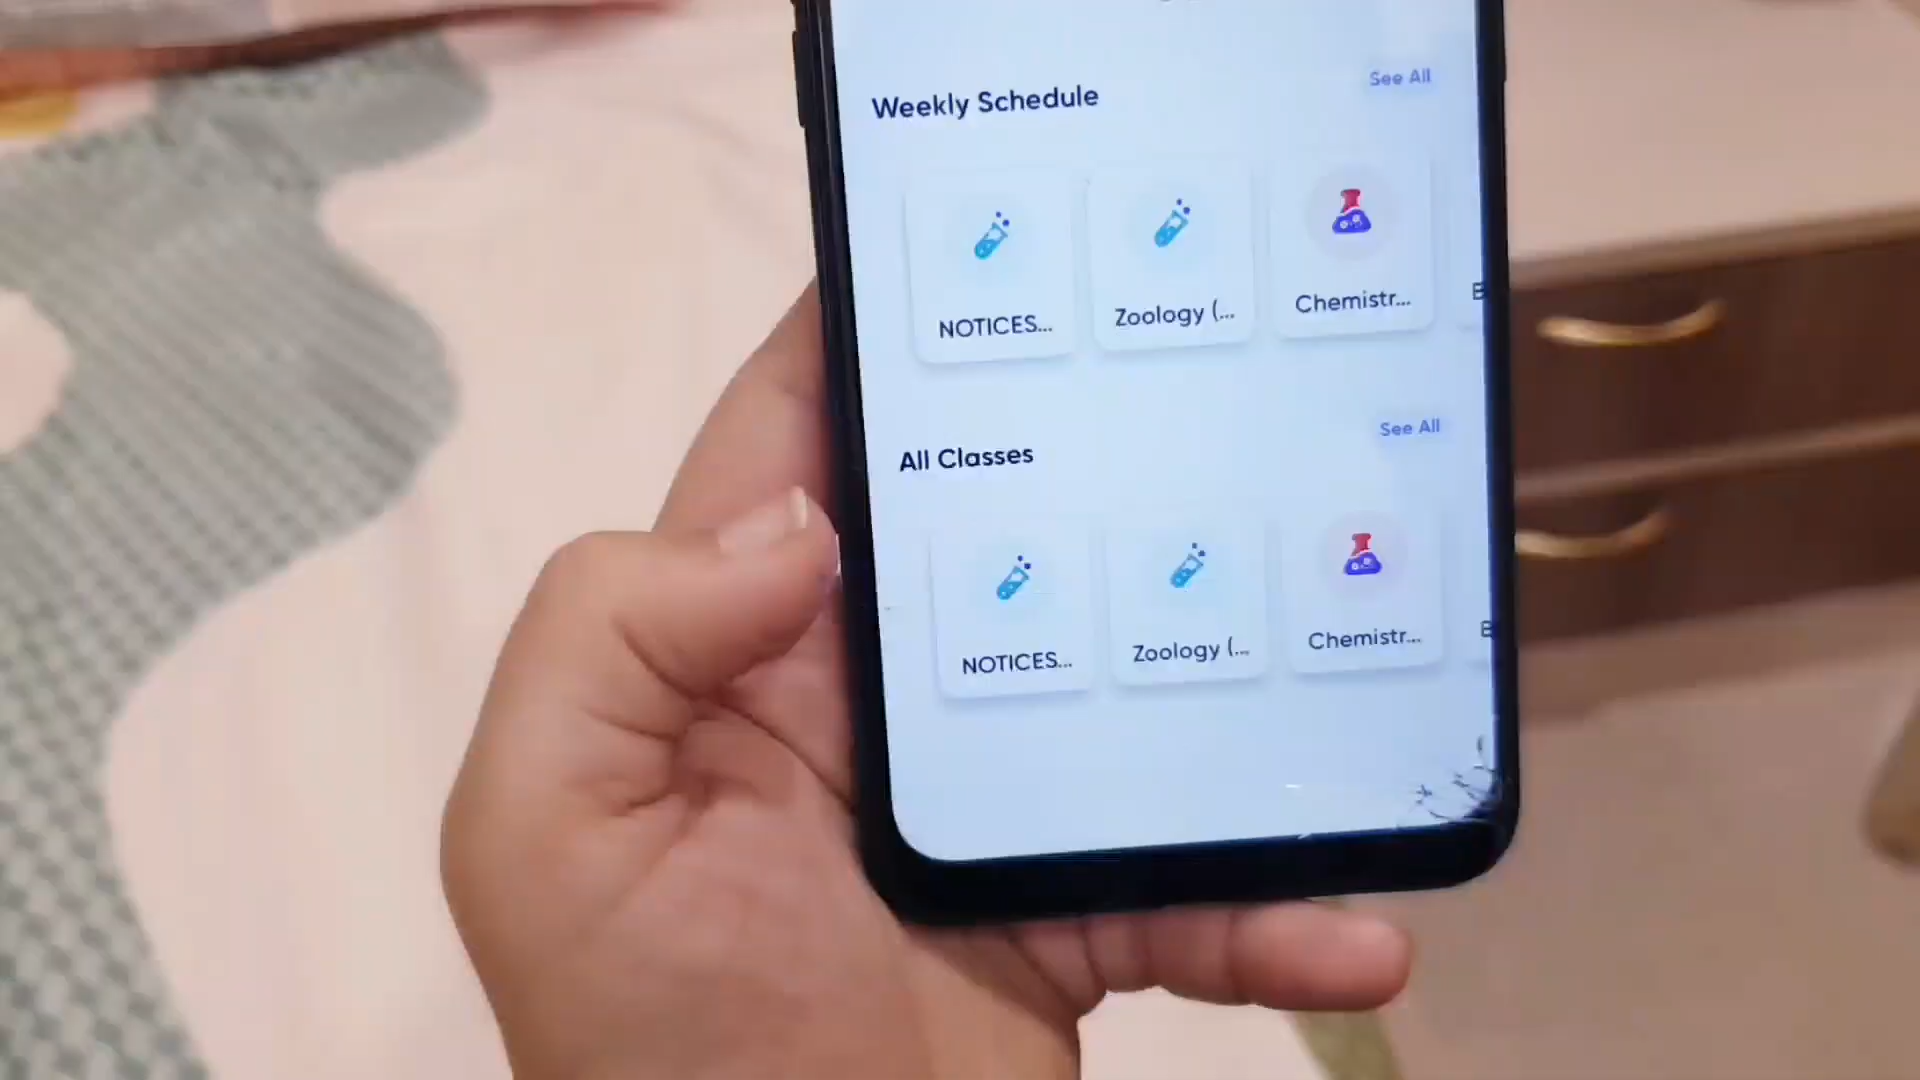 See All
Weekly Schedule
NOTICES...
Zoology (...
Chemistr...
See All
All Classes
NOTICES...
Zoology (...
Chemistr...